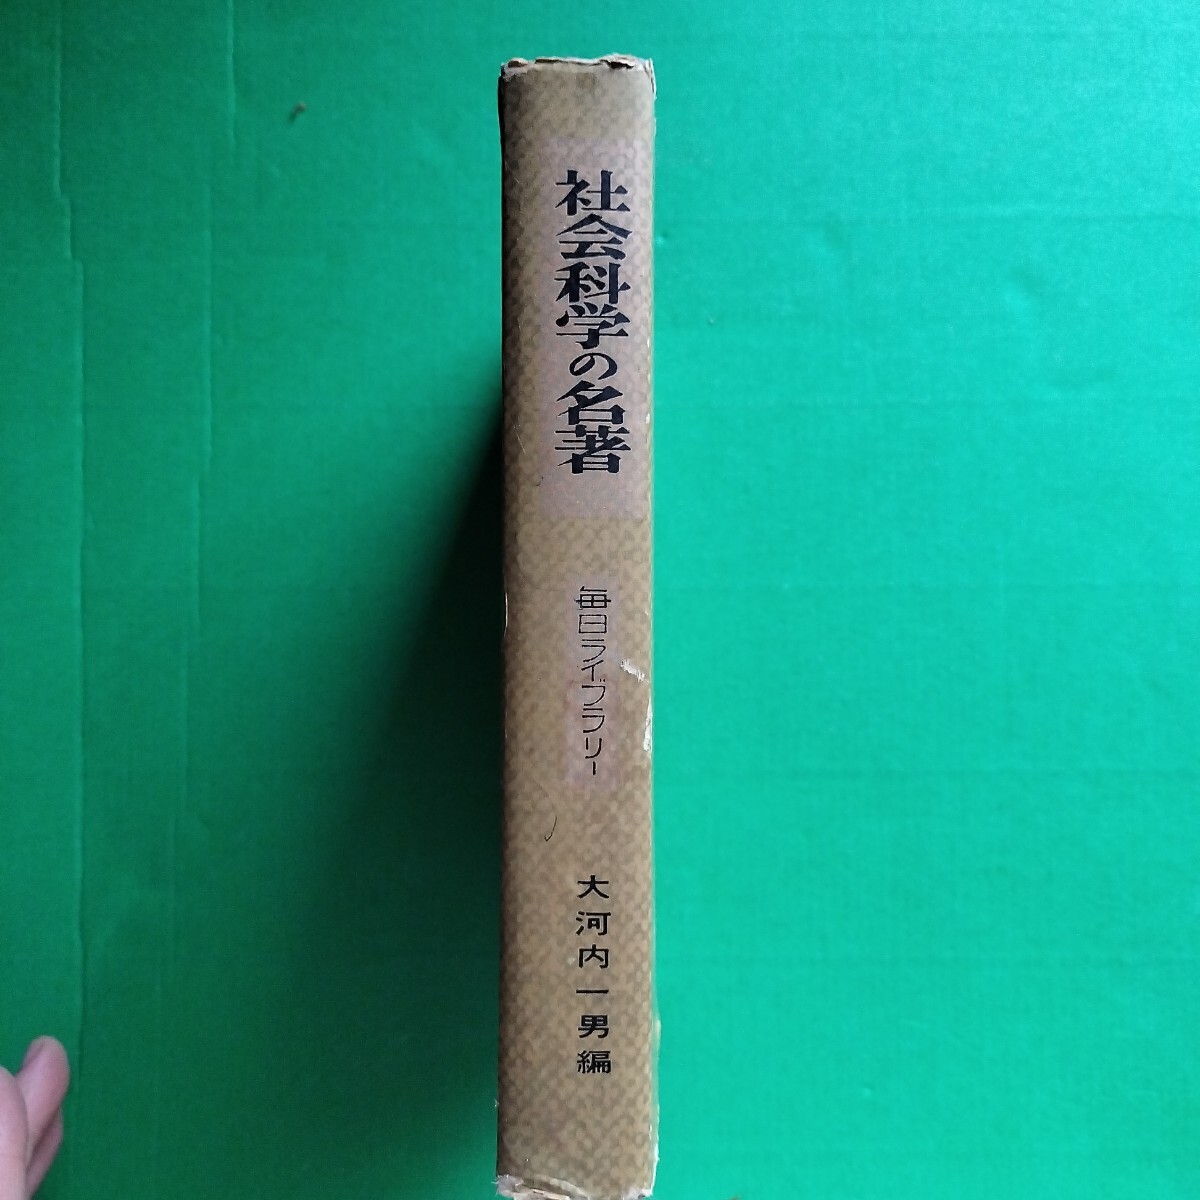 社会科学の名著
毎日ライブラリー
大河内一男編